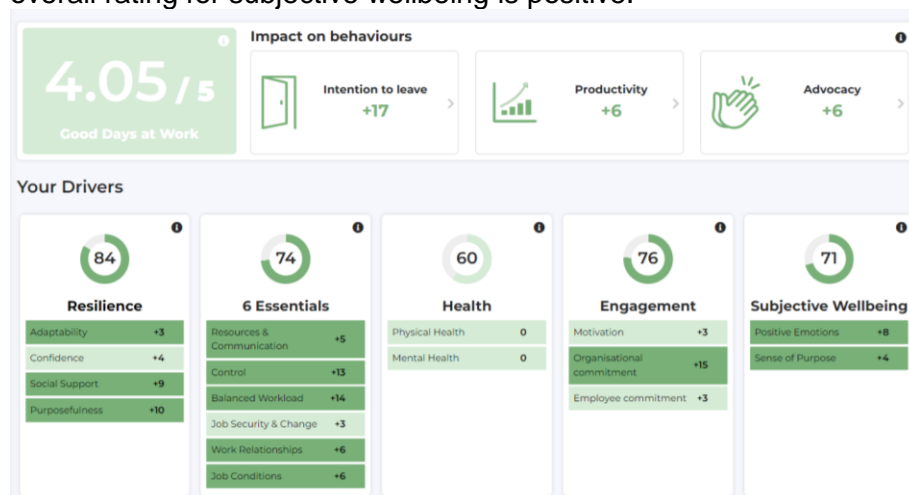 overall rating for subjective wellbeing is positive.
4.05 / 5
Good Days at Work
Impact on behaviours
Intention to leave
+17
Productivity
+6
Advocacy
+6
Your Drivers
84
Resilience
Adaptability +3
Confidence +4
Social Support +9
Purposefulness +10
74
6 Essentials
Resources &
Communication +5
Control +13
Balanced Workload +14
Job Security & Change +3
Work Relationships +6
Job Conditions +6
60
Health
Physical Health 0
Mental Health 0
76
Engagement
Motivation +3
Organisational
commitment +15
Employee commitment +3
71
Subjective Wellbeing
Positive Emotions +8
Sense of Purpose +4